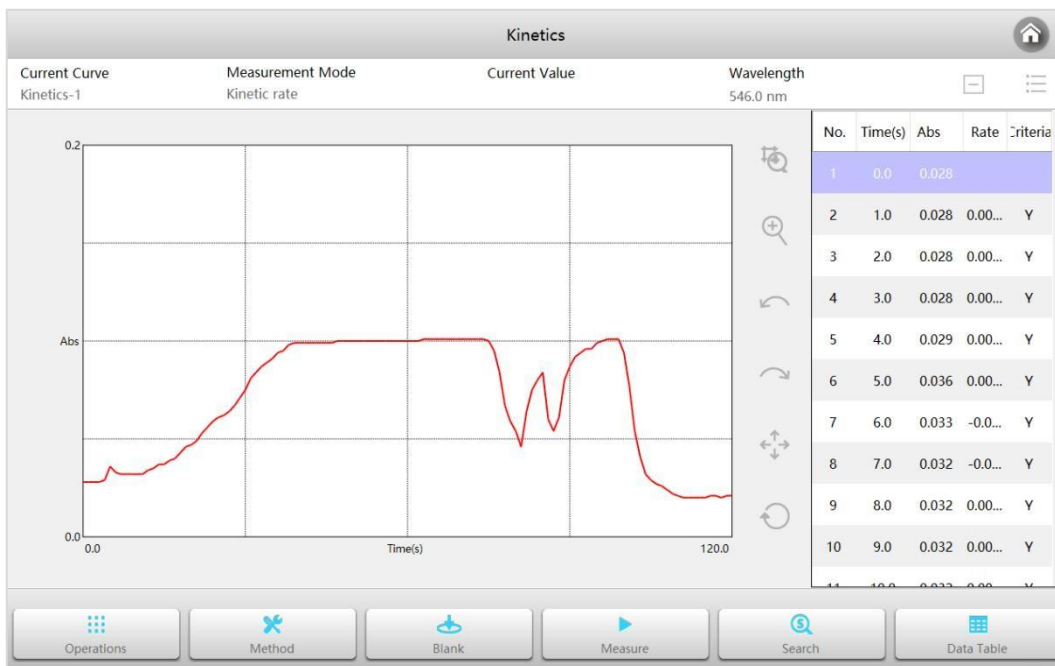 Kinetics
Current Curve Measurement Mode Current Value Wavelength
Kinetics-1 Kinetic rate 546.0 nm
No. Time(s) Abs Rate Criteria
1 0.0 0.028
2 1.0 0.028 0.00... Y
3 2.0 0.028 0.00... Y
4 3.0 0.028 0.00... Y
5 4.0 0.029 0.00... Y
6 5.0 0.036 0.00... Y
7 6.0 0.033 -0.0... Y
8 7.0 0.032 -0.0... Y
9 8.0 0.032 0.00... Y
10 9.0 0.032 0.00... Y
0.2
Abs
0.0
0.0 Time(s) 120.0
Operations Method Blank Measure Search Data Table